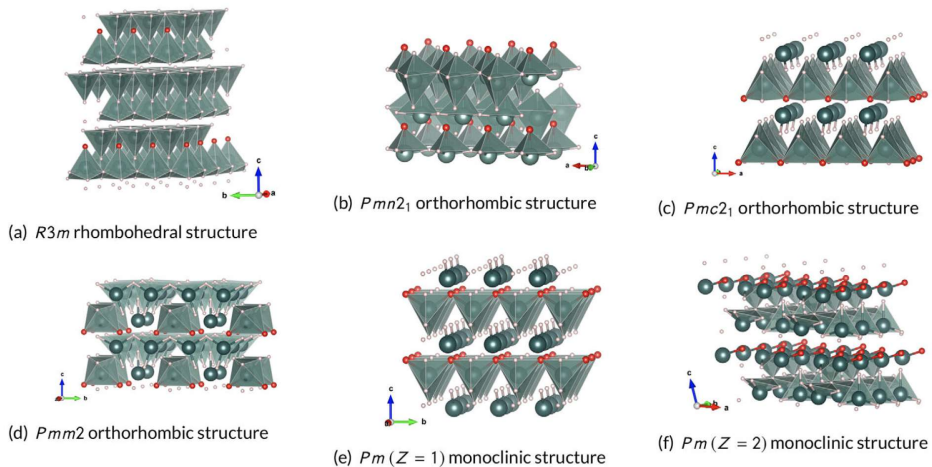 c
b
a
(a) R3m rhombohedral structure
c
a
b
(b) Pmn2₁ orthorhombic structure
c
a
(c) Pmc2₁ orthorhombic structure
c
b
(d) Pmm2 orthorhombic structure
c
a
b
(e) Pm (Z = 1) monoclinic structure
c
b
a
(f) Pm (Z = 2) monoclinic structure